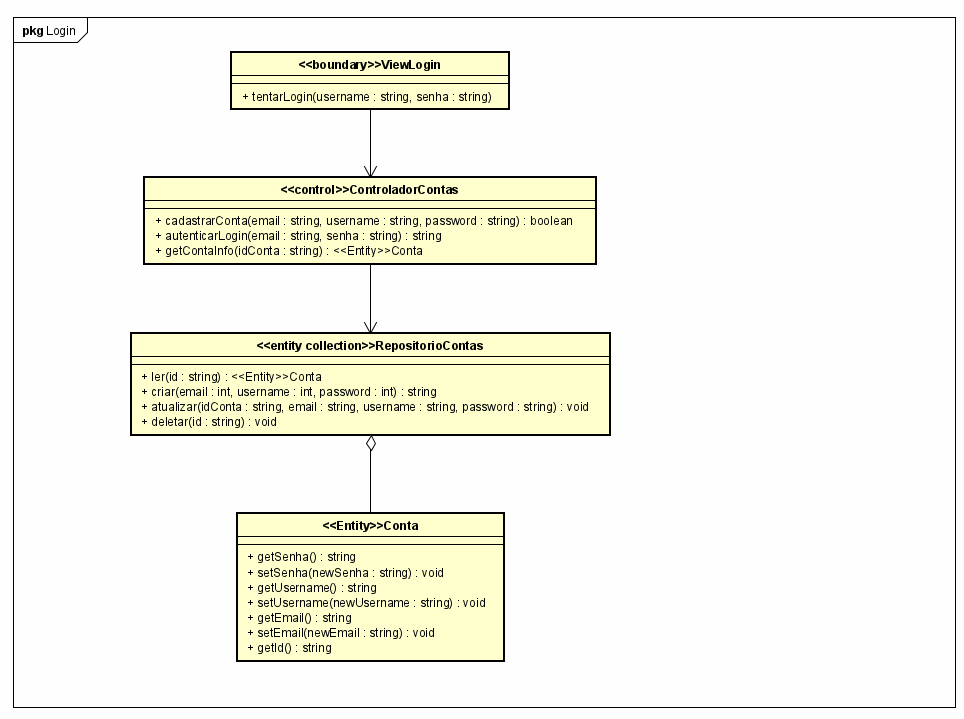 pkg Login
<<boundary>>ViewLogin
+ tentarLogin(username : string, senha : string)
<<control>>ControladorContas
+ cadastrarConta(email : string, username : string, password : string) : boolean
+ autenticarLogin(email : string, senha : string) : string
+ getContaInfo(idConta : string) : <<Entity>>Conta
<<entity collection>>RepositorioContas
+ ler(id : string) : <<Entity>>Conta
+ criar(email : int, username : int, password : int) : string
+ atualizar(idConta : string, email : string, username : string, password : string) : void
+ deletar(id : string) : void
<<Entity>>Conta
+ getSenha() : string
+ setSenha(newSenha : string) : void
+ getUsername() : string
+ setUsername(newUsername : string) : void
+ getEmail() : string
+ setEmail(newEmail : string) : void
+ getId() : string